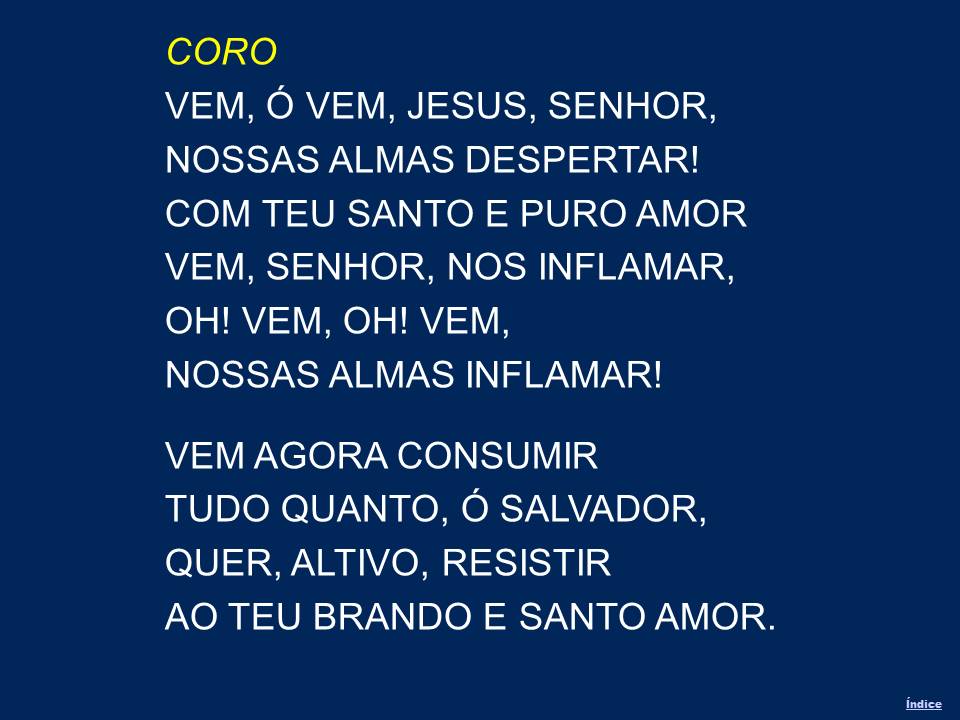 CORO
VEM, Ó VEM, JESUS, SENHOR,
NOSSAS ALMAS DESPERTAR!
COM TEU SANTO E PURO AMOR
VEM, SENHOR, NOS INFLAMAR,
OH! VEM, OH! VEM,
NOSSAS ALMAS INFLAMAR!
VEM AGORA CONSUMIR
TUDO QUANTO, Ó SALVADOR,
QUER, ALTIVO, RESISTIR
AO TEU BRANDO E SANTO AMOR.
Índice